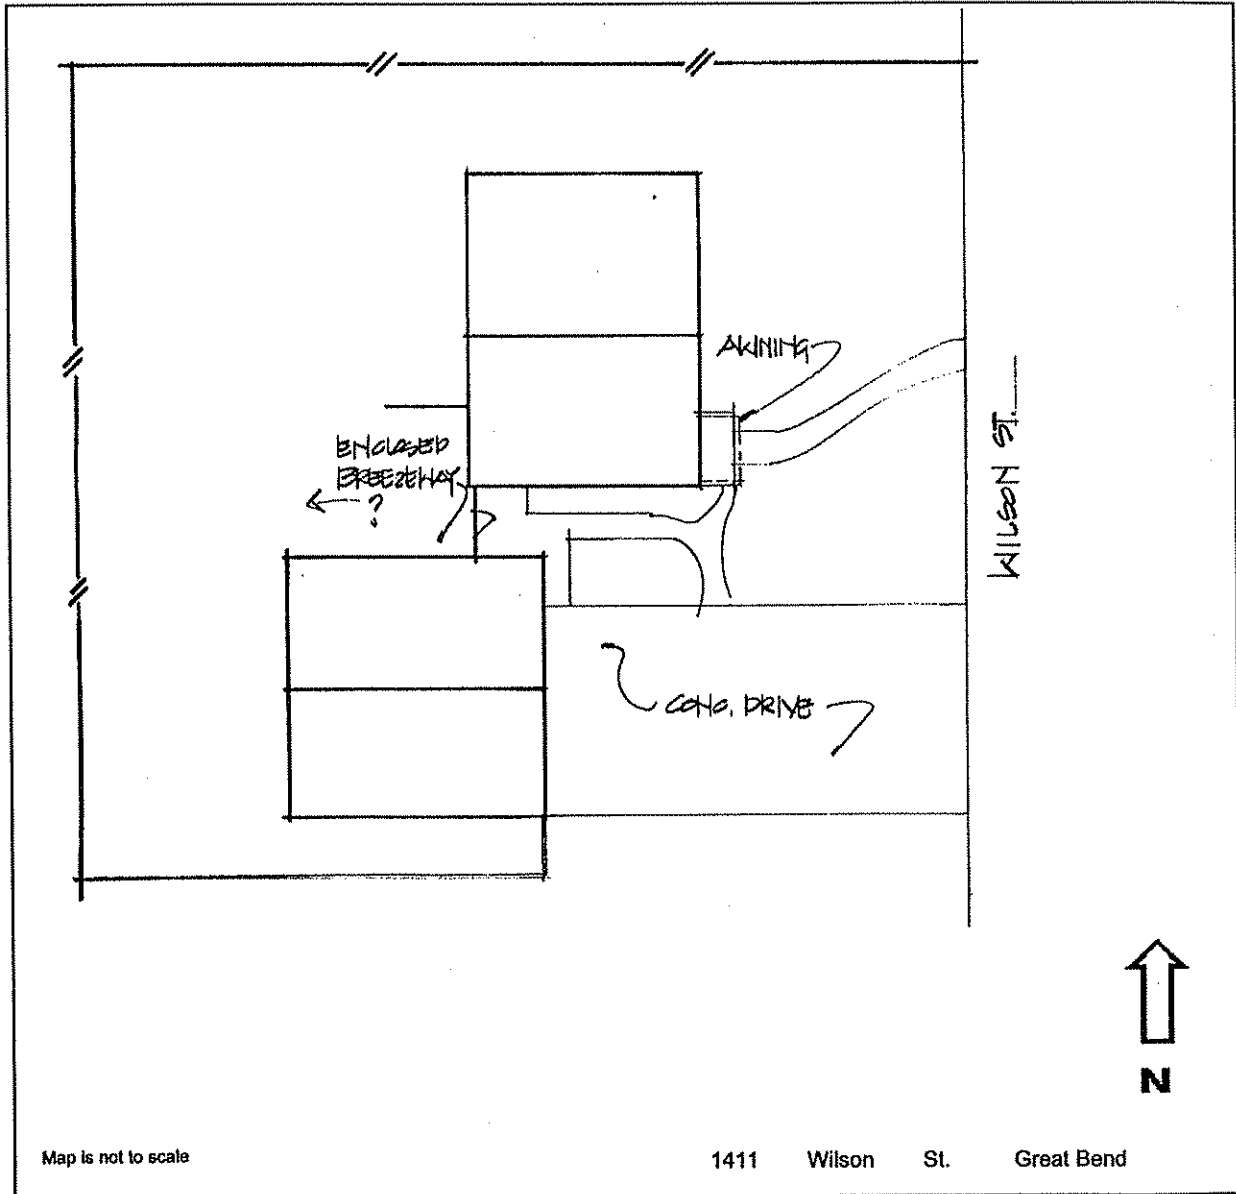 AWNING
ENCLOSED
BREEZEWAY
?
WILSON ST.
CONC. DRIVE
N
Map is not to scale
1411 Wilson St. Great Bend